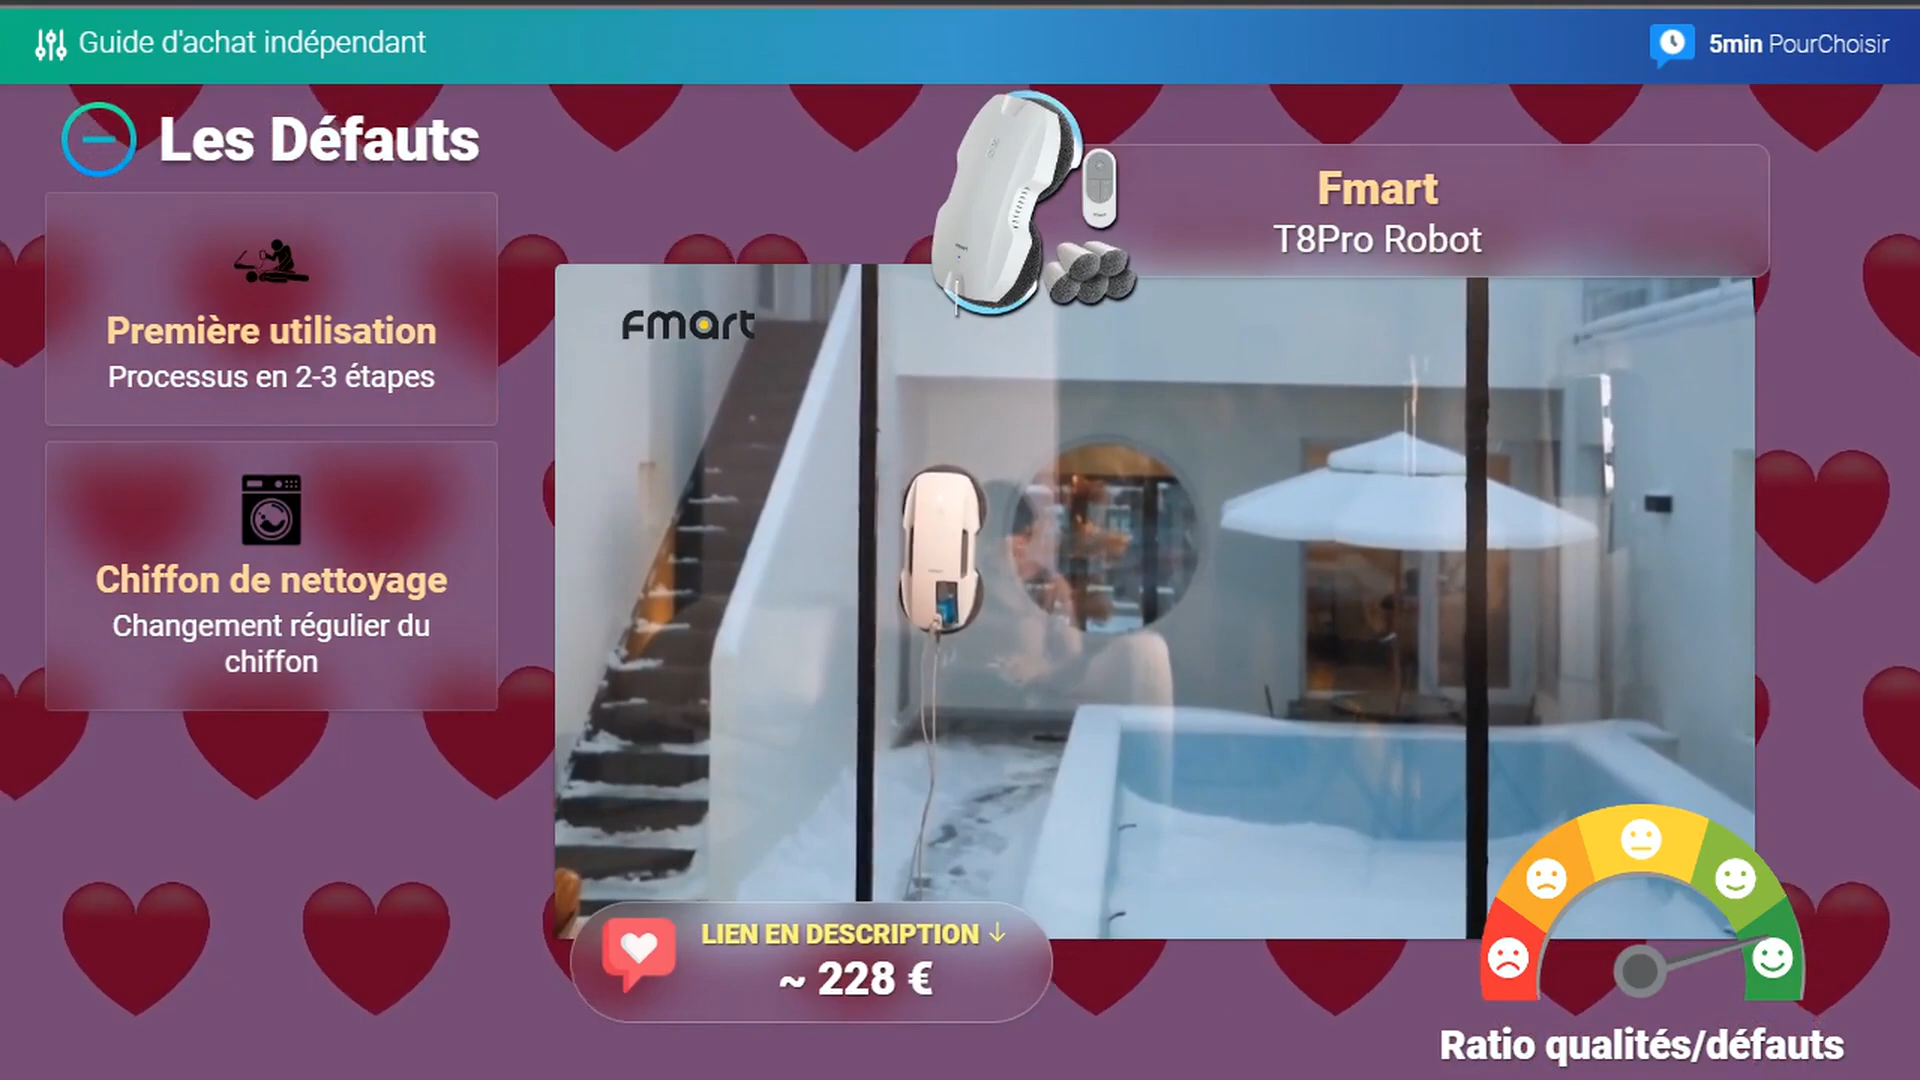 Guide d'achat indépendant
5min PourChoisir
Les Défauts
Première utilisation
Processus en 2-3 étapes
Chiffon de nettoyage
Changement régulier du
chiffon
Fmart
T8Pro Robot
Fmart
LIEN EN DESCRIPTION ↓
~ 228 €
Ratio qualités/défauts